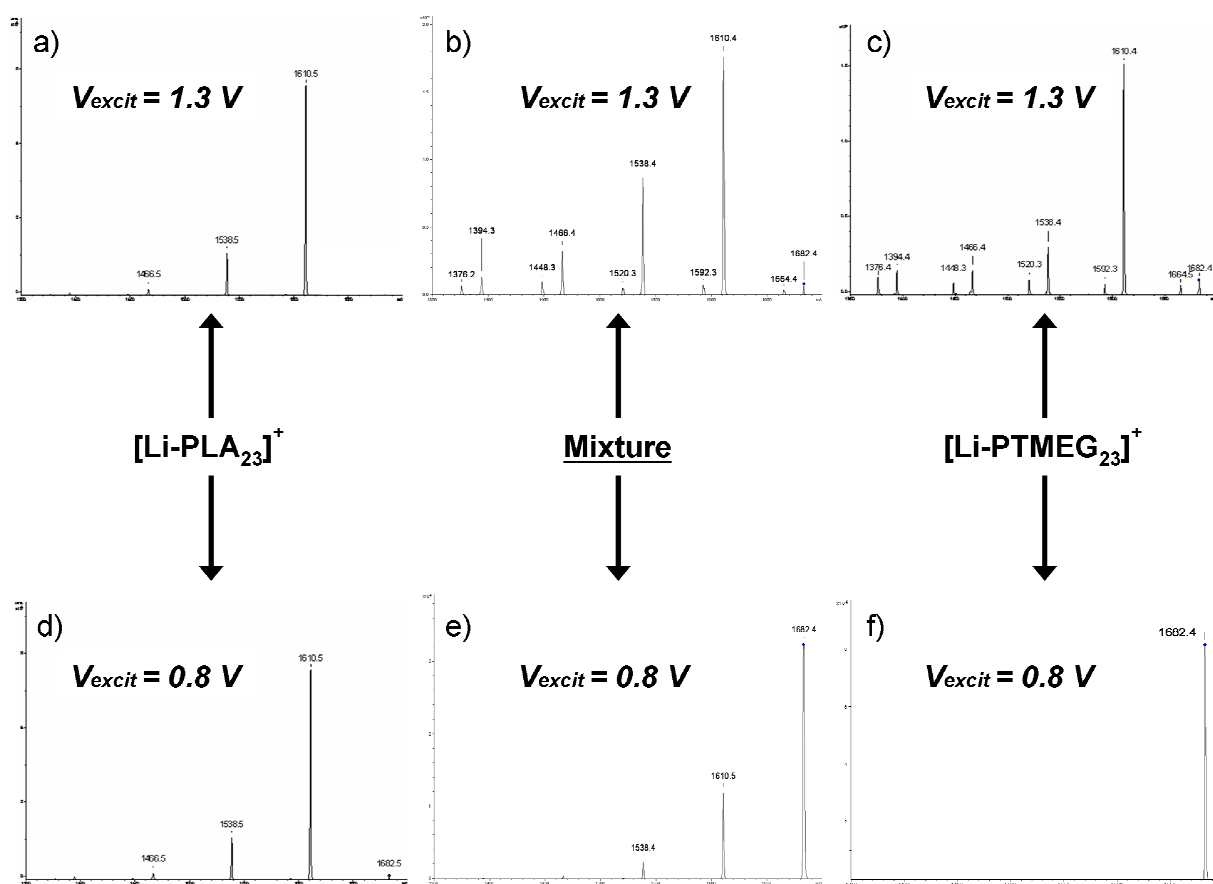 a)
Vexcit = 1.3 V
1466.5
1538.5
1610.5
b)
Vexcit = 1.3 V
1376.2
1394.3
1448.3
1466.4
1520.3
1538.4
1592.3
1610.4
1664.4
1682.4
c)
Vexcit = 1.3 V
1376.4
1394.4
1448.3
1466.4
1520.3
1538.4
1592.3
1610.4
1664.5
1682.4
[Li-PLA23]+
Mixture
[Li-PTMEG23]+
d)
Vexcit = 0.8 V
1466.5
1538.5
1610.5
1682.5
e)
Vexcit = 0.8 V
1538.4
1610.5
1682.4
f)
Vexcit = 0.8 V
1682.4